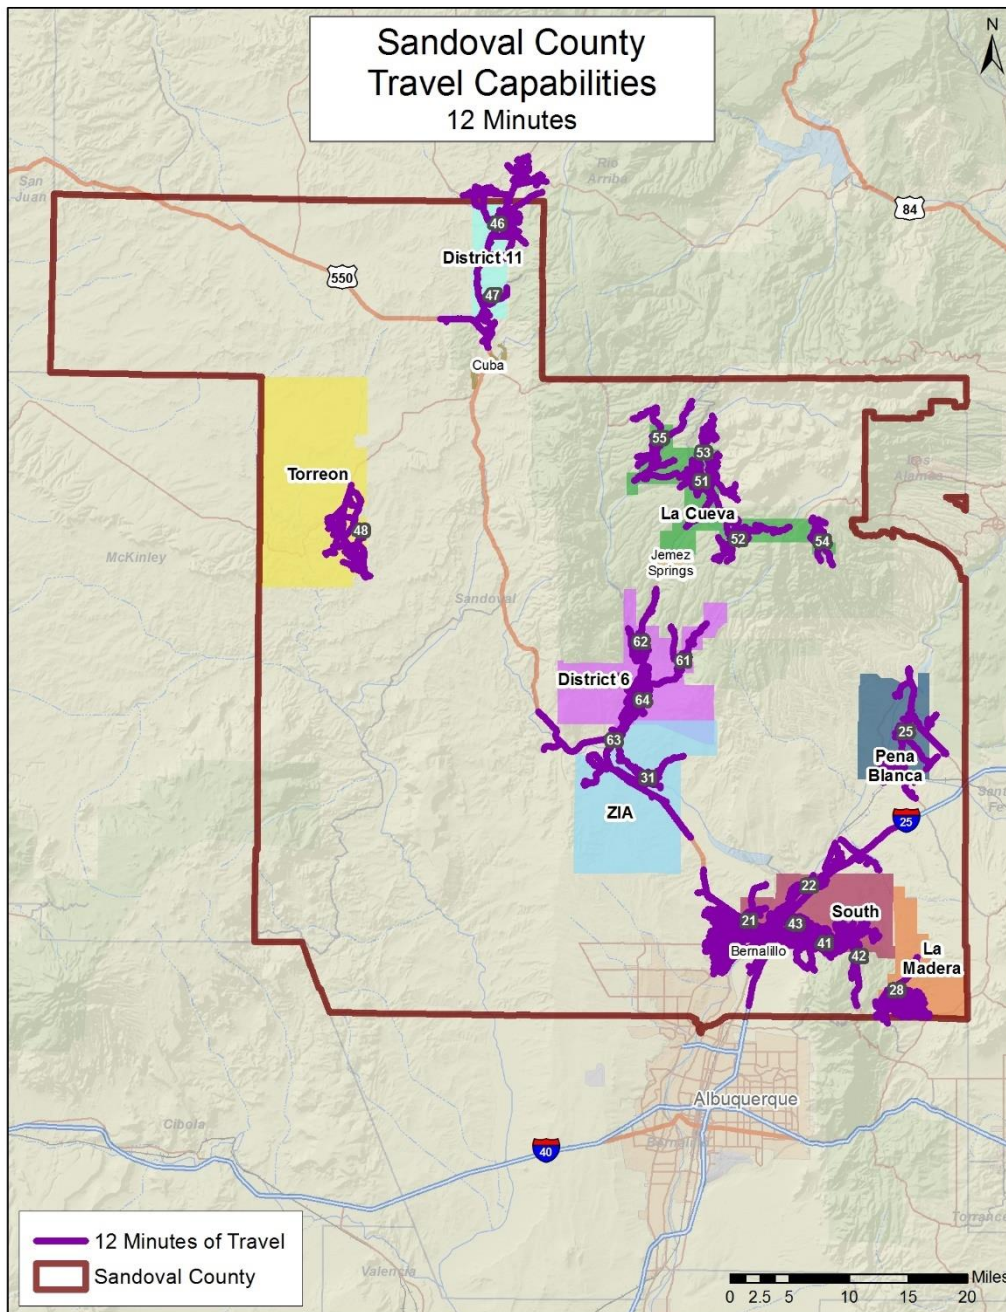 Sandoval County
Travel Capabilities
12 Minutes
N
San
Juan
Rio
Arriba
84
46
District 11
550
47
Cuba
55
53
51
Los
Alamos
Torreon
La Cueva
48
52
54
McKinley
Jemez
Springs
Sandoval
62
61
District 6
64
25
63
Pena
Blanca
31
ZIA
25
22
21
43
South
41
Bernalillo
42
La
Madera
28
Albuquerque
Cibola
40
12 Minutes of Travel
Sandoval County
Valencia
Torrance
Miles
0 2.5 5 10 15 20